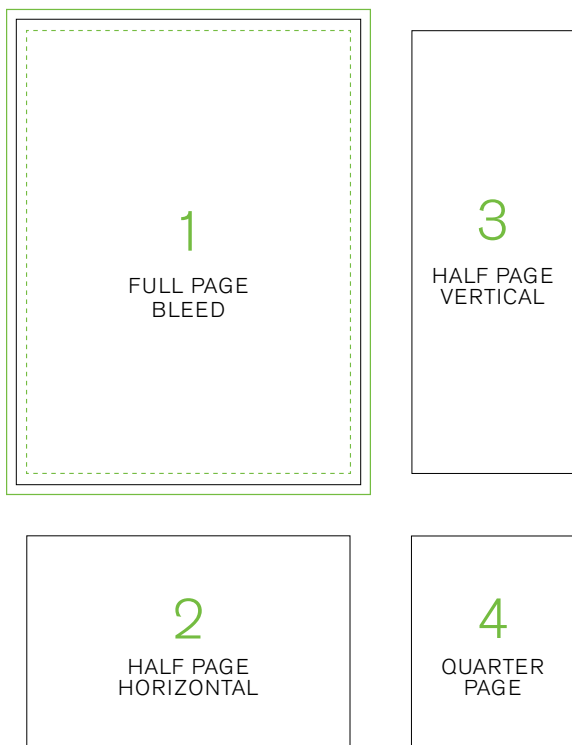 1
FULL PAGE
BLEED
2
HALF PAGE
HORIZONTAL
3
HALF PAGE
VERTICAL
4
QUARTER
PAGE